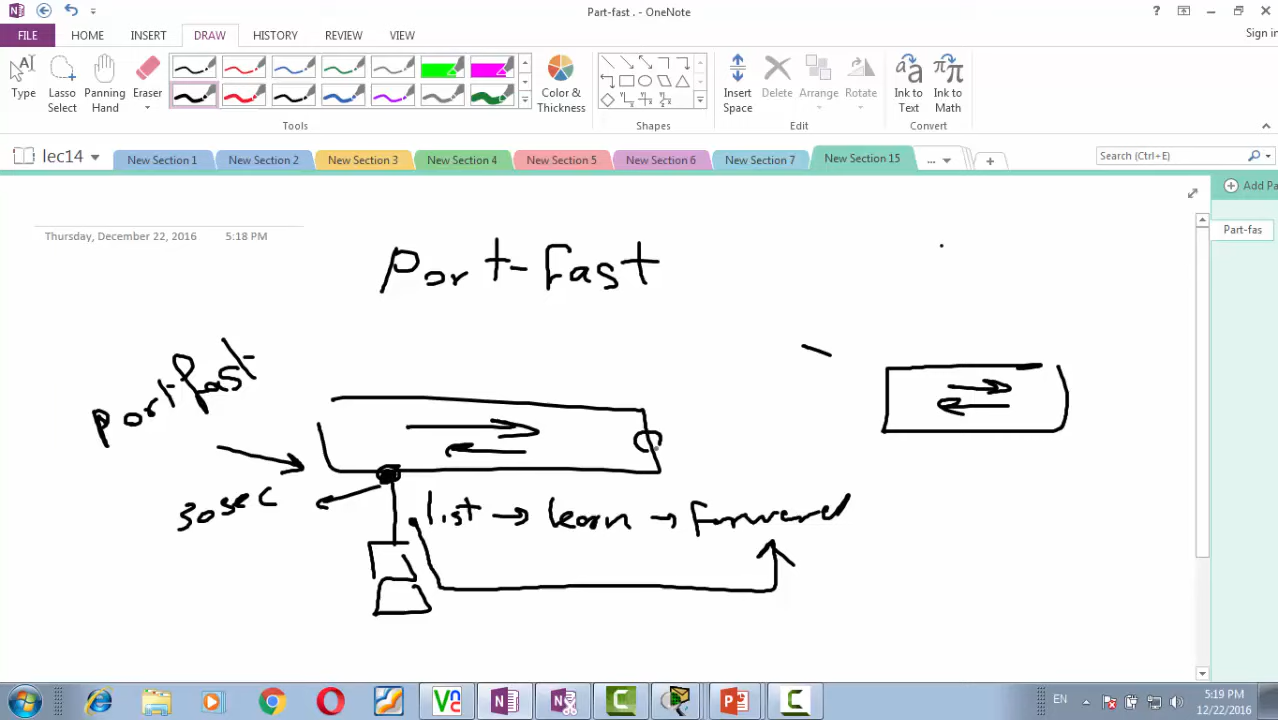 Part-fast . - OneNote
? 
Sign in
FILE HOME INSERT DRAW HISTORY REVIEW VIEW
Type
Lasso Select
Panning Hand
Eraser
Color & Thickness
Insert Space
Delete
Arrange
Rotate
Ink to Text
Ink to Math
Tools
Shapes
Edit
Convert
lec14
New Section 1
New Section 2
New Section 3
New Section 4
New Section 5
New Section 6
New Section 7
New Section 15
...
Search (Ctrl+E)
Add Pa
Thursday, December 22, 2016 5:18 PM
Part-fas
Port-fast
portfast
30sec
list → learn → forward
EN
5:19 PM
12/22/2016